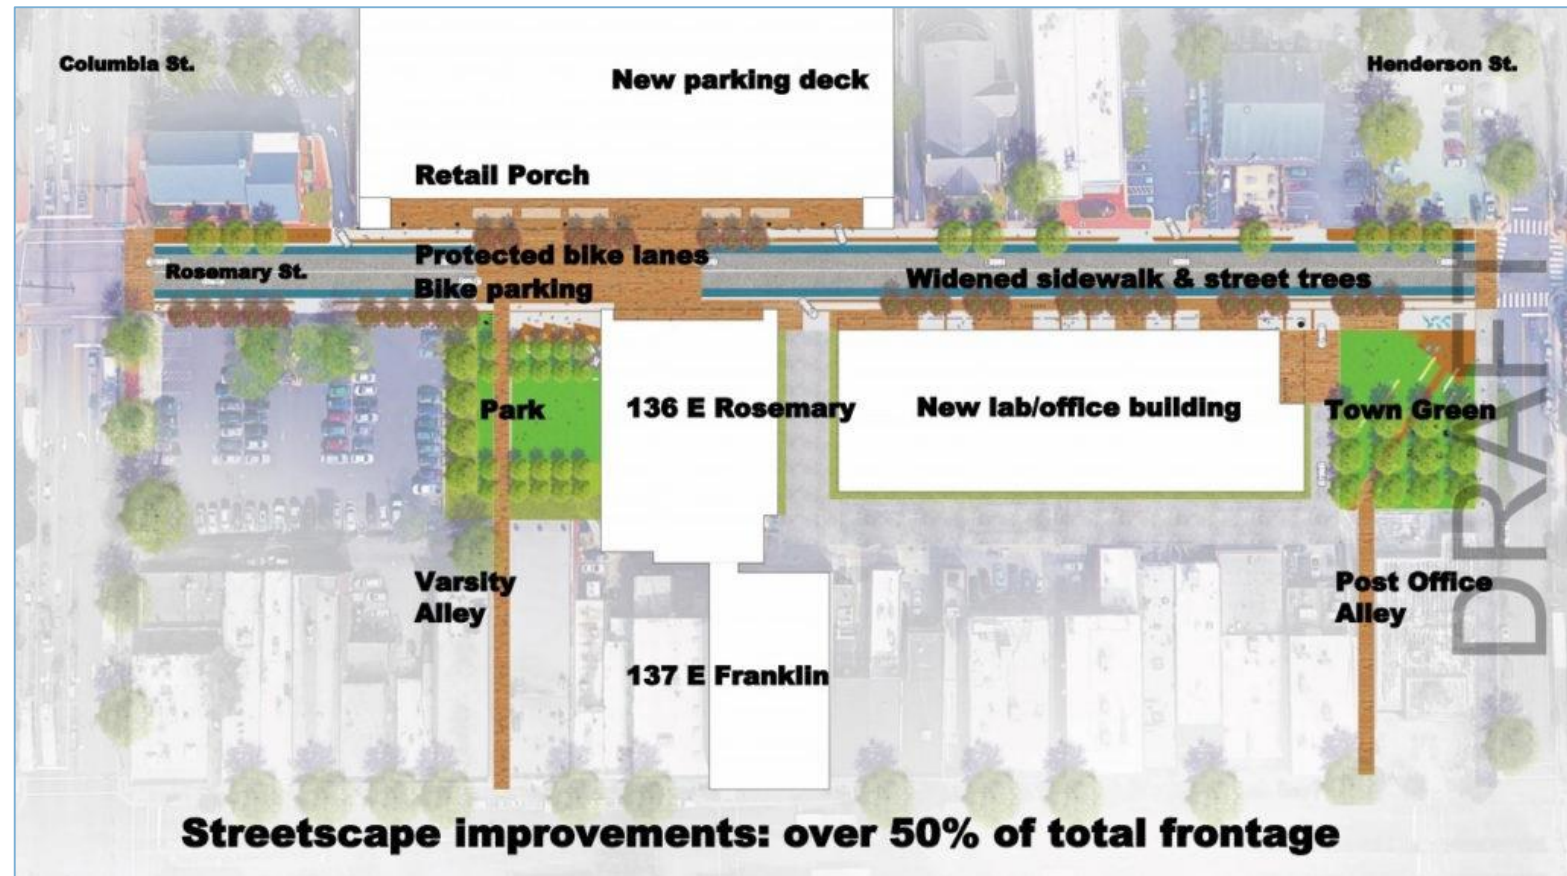 Columbia St.
Henderson St.
New parking deck
Retail Porch
Protected bike lanes
Rosemary St.
Bike parking
Widened sidewalk & street trees
Park
136 E Rosemary
New lab/office building
Town Green
DRAFT
Varsity
Alley
Post Office
Alley
137 E Franklin
Streetscape improvements: over 50% of total frontage